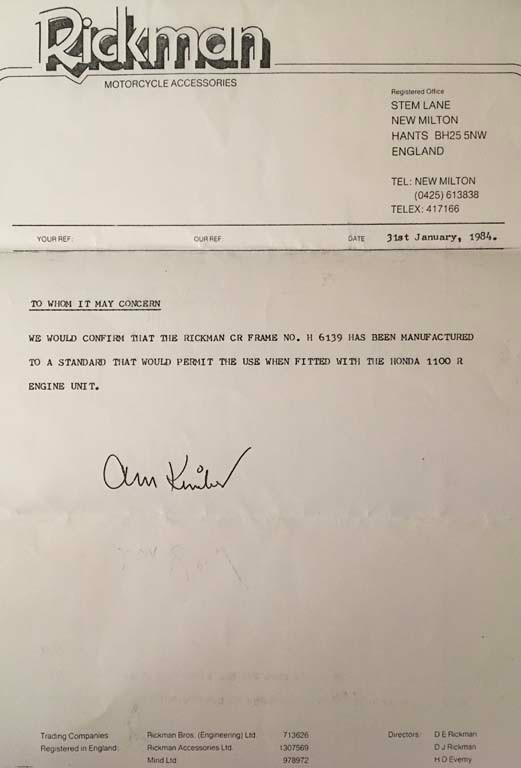 Rickman
MOTORCYCLE ACCESSORIES
Registered Office
STEM LANE
NEW MILTON
HANTS BH25 5NW
ENGLAND
TEL: NEW MILTON
(0425) 613838
TELEX: 417166
YOUR REF: OUR REF: DATE 31st January, 1984.
TO WHOM IT MAY CONCERN
WE WOULD CONFIRM THAT THE RICKMAN CR FRAME NO. H 6139 HAS BEEN MANUFACTURED
TO A STANDARD THAT WOULD PERMIT THE USE WHEN FITTED WITH THE HONDA 1100 R
ENGINE UNIT.
Trading Companies Rickman Bros. (Engineering) Ltd. 713626 Directors: D E Rickman
Registered in England: Rickman Accessories Ltd. 1307569 D J Rickman
Mind Ltd 978972 H D Evemy